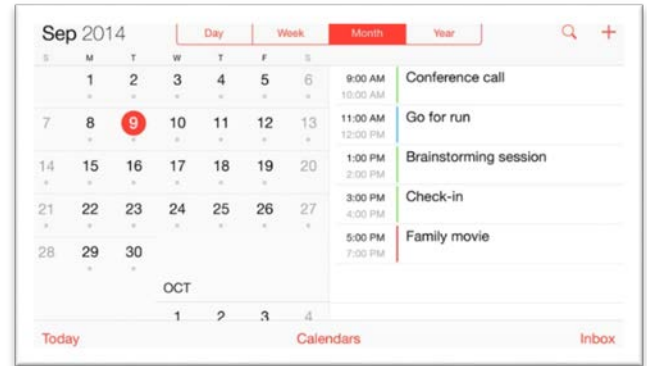 Sep 2014 Day Week Month Year
S M T W T F S
1 2 3 4 5 6
7 8 9 10 11 12 13
14 15 16 17 18 19 20
21 22 23 24 25 26 27
28 29 30
OCT
1 2 3 4
9:00 AM Conference call
10:00 AM
11:00 AM Go for run
12:00 PM
1:00 PM Brainstorming session
2:00 PM
3:00 PM Check-in
4:00 PM
5:00 PM Family movie
7:00 PM
Today Calendars Inbox